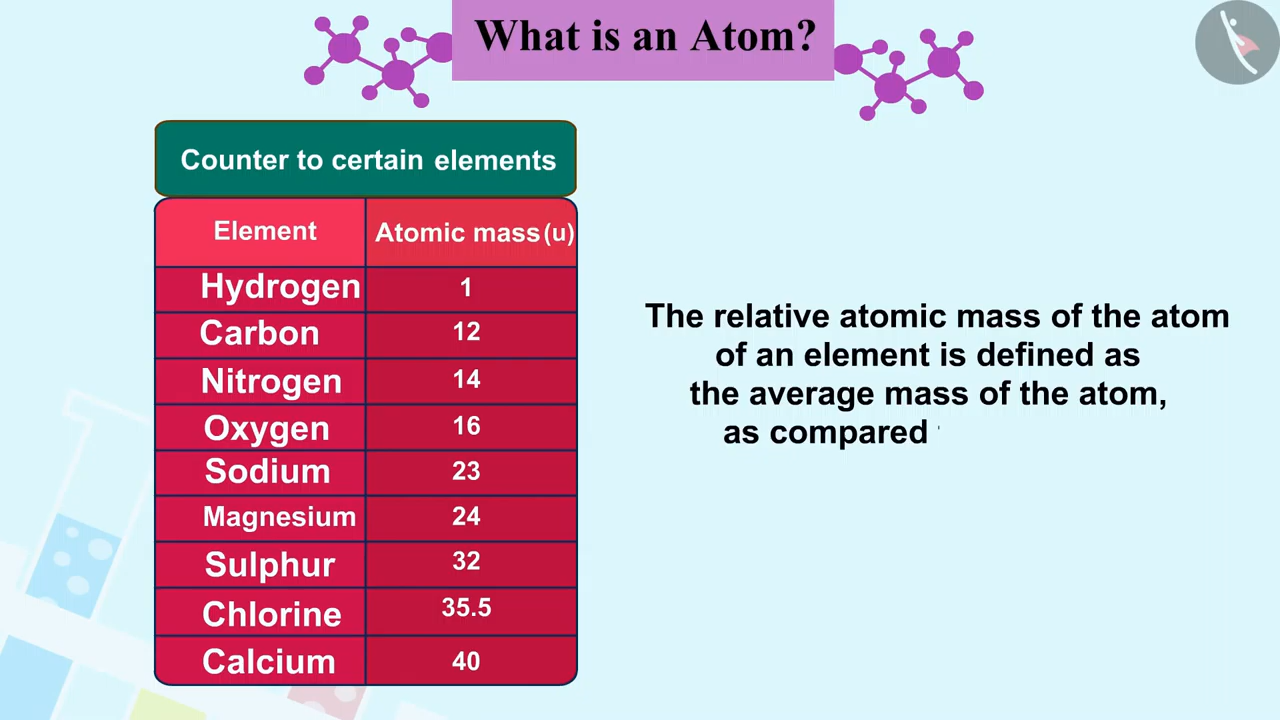 What is an Atom?
Counter to certain elements
Element Atomic mass (u)
Hydrogen 1
Carbon 12
Nitrogen 14
Oxygen 16
Sodium 23
Magnesium 24
Sulphur 32
Chlorine 35.5
Calcium 40
The relative atomic mass of the atom
of an element is defined as
the average mass of the atom,
as compared